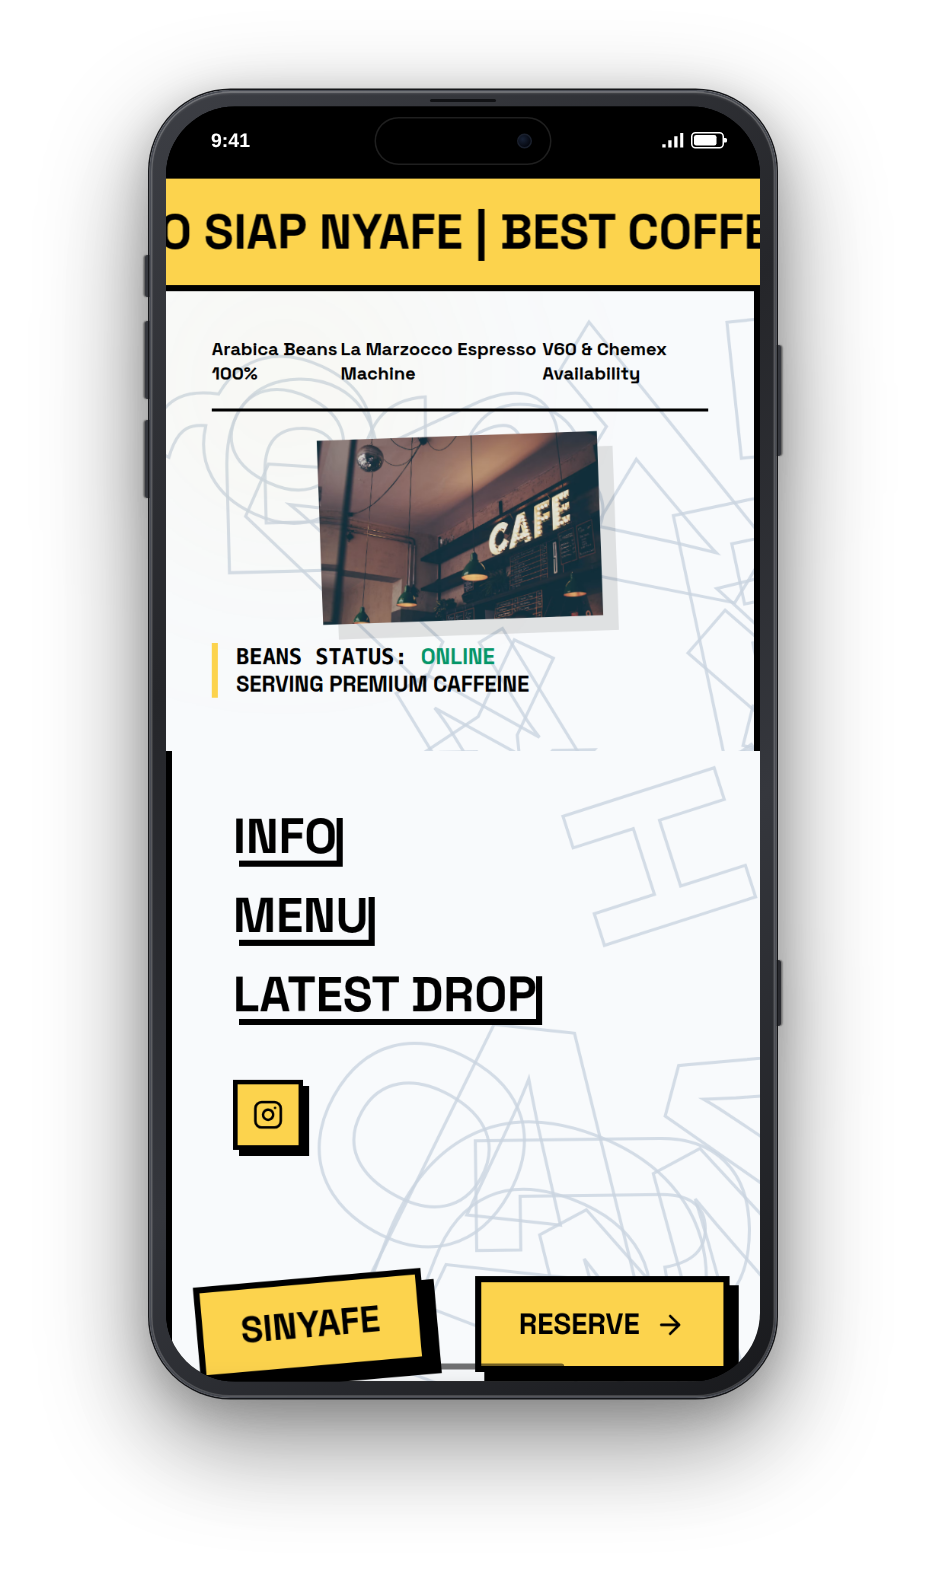 9:41
O SIAP NYAFE | BEST COFFE
Arabica Beans La Marzocco Espresso V60 & Chemex
100% Machine Availability
CAFE
BEANS STATUS: ONLINE
SERVING PREMIUM CAFFEINE
INFO
MENU
LATEST DROP
SINYAFE
RESERVE →